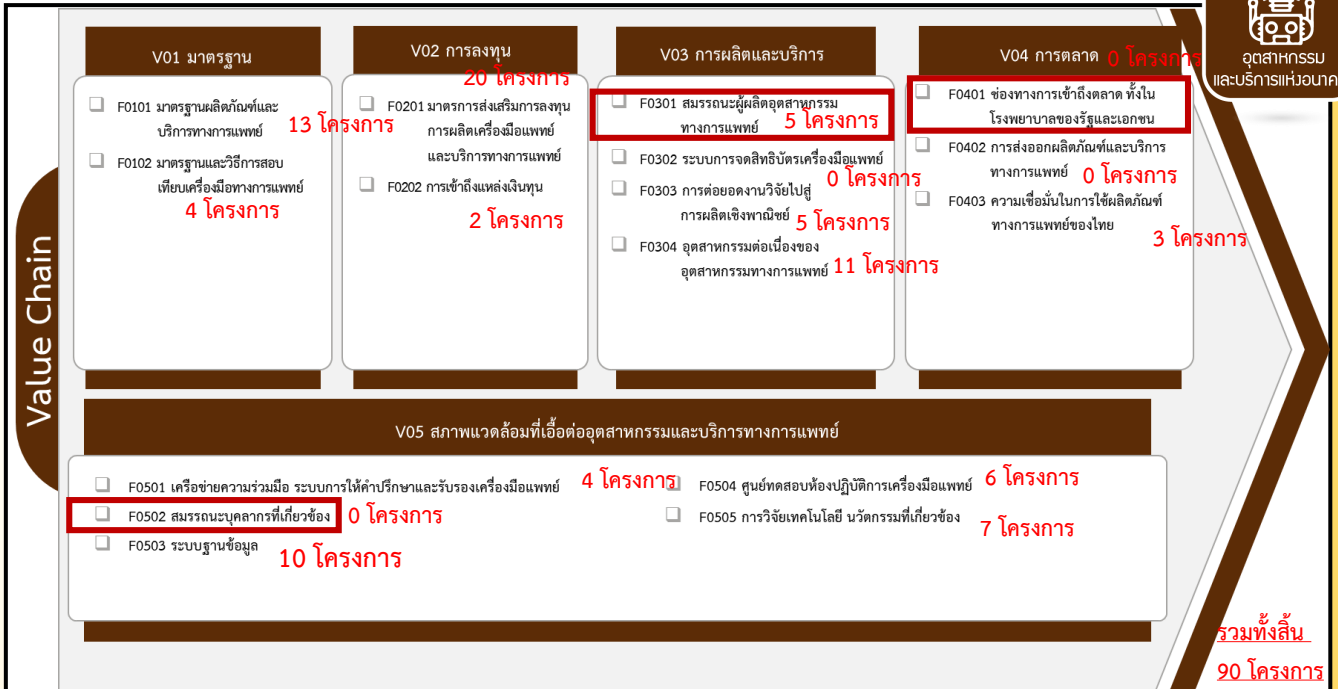 อุตสาหกรรม
และบริการแห่งอนาค
Value Chain
V01 มาตรฐาน
F0101 มาตรฐานผลิตภัณฑ์และ
บริการทางการแพทย์
13 โครงการ
F0102 มาตรฐานและวิธีการสอบ
เทียบเครื่องมือทางการแพทย์
4 โครงการ
V02 การลงทุน
20 โครงการ
F0201 มาตรการส่งเสริมการลงทุน
การผลิตเครื่องมือแพทย์
และบริการทางการแพทย์
F0202 การเข้าถึงแหล่งเงินทุน
2 โครงการ
V03 การผลิตและบริการ
F0301 สมรรถนะผู้ผลิตอุตสาหกรรม
ทางการแพทย์ 5 โครงการ
F0302 ระบบการจดสิทธิบัตรเครื่องมือแพทย์
0 โครงการ
F0303 การต่อยอดงานวิจัยไปสู่
การผลิตเชิงพาณิชย์ 5 โครงการ
F0304 อุตสาหกรรมต่อเนื่องของ
อุตสาหกรรมทางการแพทย์ 11 โครงการ
V04 การตลาด 0 โครงการ
F0401 ช่องทางการเข้าถึงตลาด ทั้งใน
โรงพยาบาลของรัฐและเอกชน
F0402 การส่งออกผลิตภัณฑ์และบริการ
ทางการแพทย์ 0 โครงการ
F0403 ความเชื่อมั่นในการใช้ผลิตภัณฑ์
ทางการแพทย์ของไทย
3 โครงการ
V05 สภาพแวดล้อมที่เอื้อต่ออุตสาหกรรมและบริการทางการแพทย์
F0501 เครือข่ายความร่วมมือ ระบบการให้คำปรึกษาและรับรองเครื่องมือแพทย์ 4 โครงการ
F0502 สมรรถนะบุคลากรที่เกี่ยวข้อง 0 โครงการ
F0503 ระบบฐานข้อมูล 10 โครงการ
F0504 ศูนย์ทดสอบห้องปฏิบัติการเครื่องมือแพทย์ 6 โครงการ
F0505 การวิจัยเทคโนโลยี นวัตกรรมที่เกี่ยวข้อง 7 โครงการ
รวมทั้งสิ้น
90 โครงการ